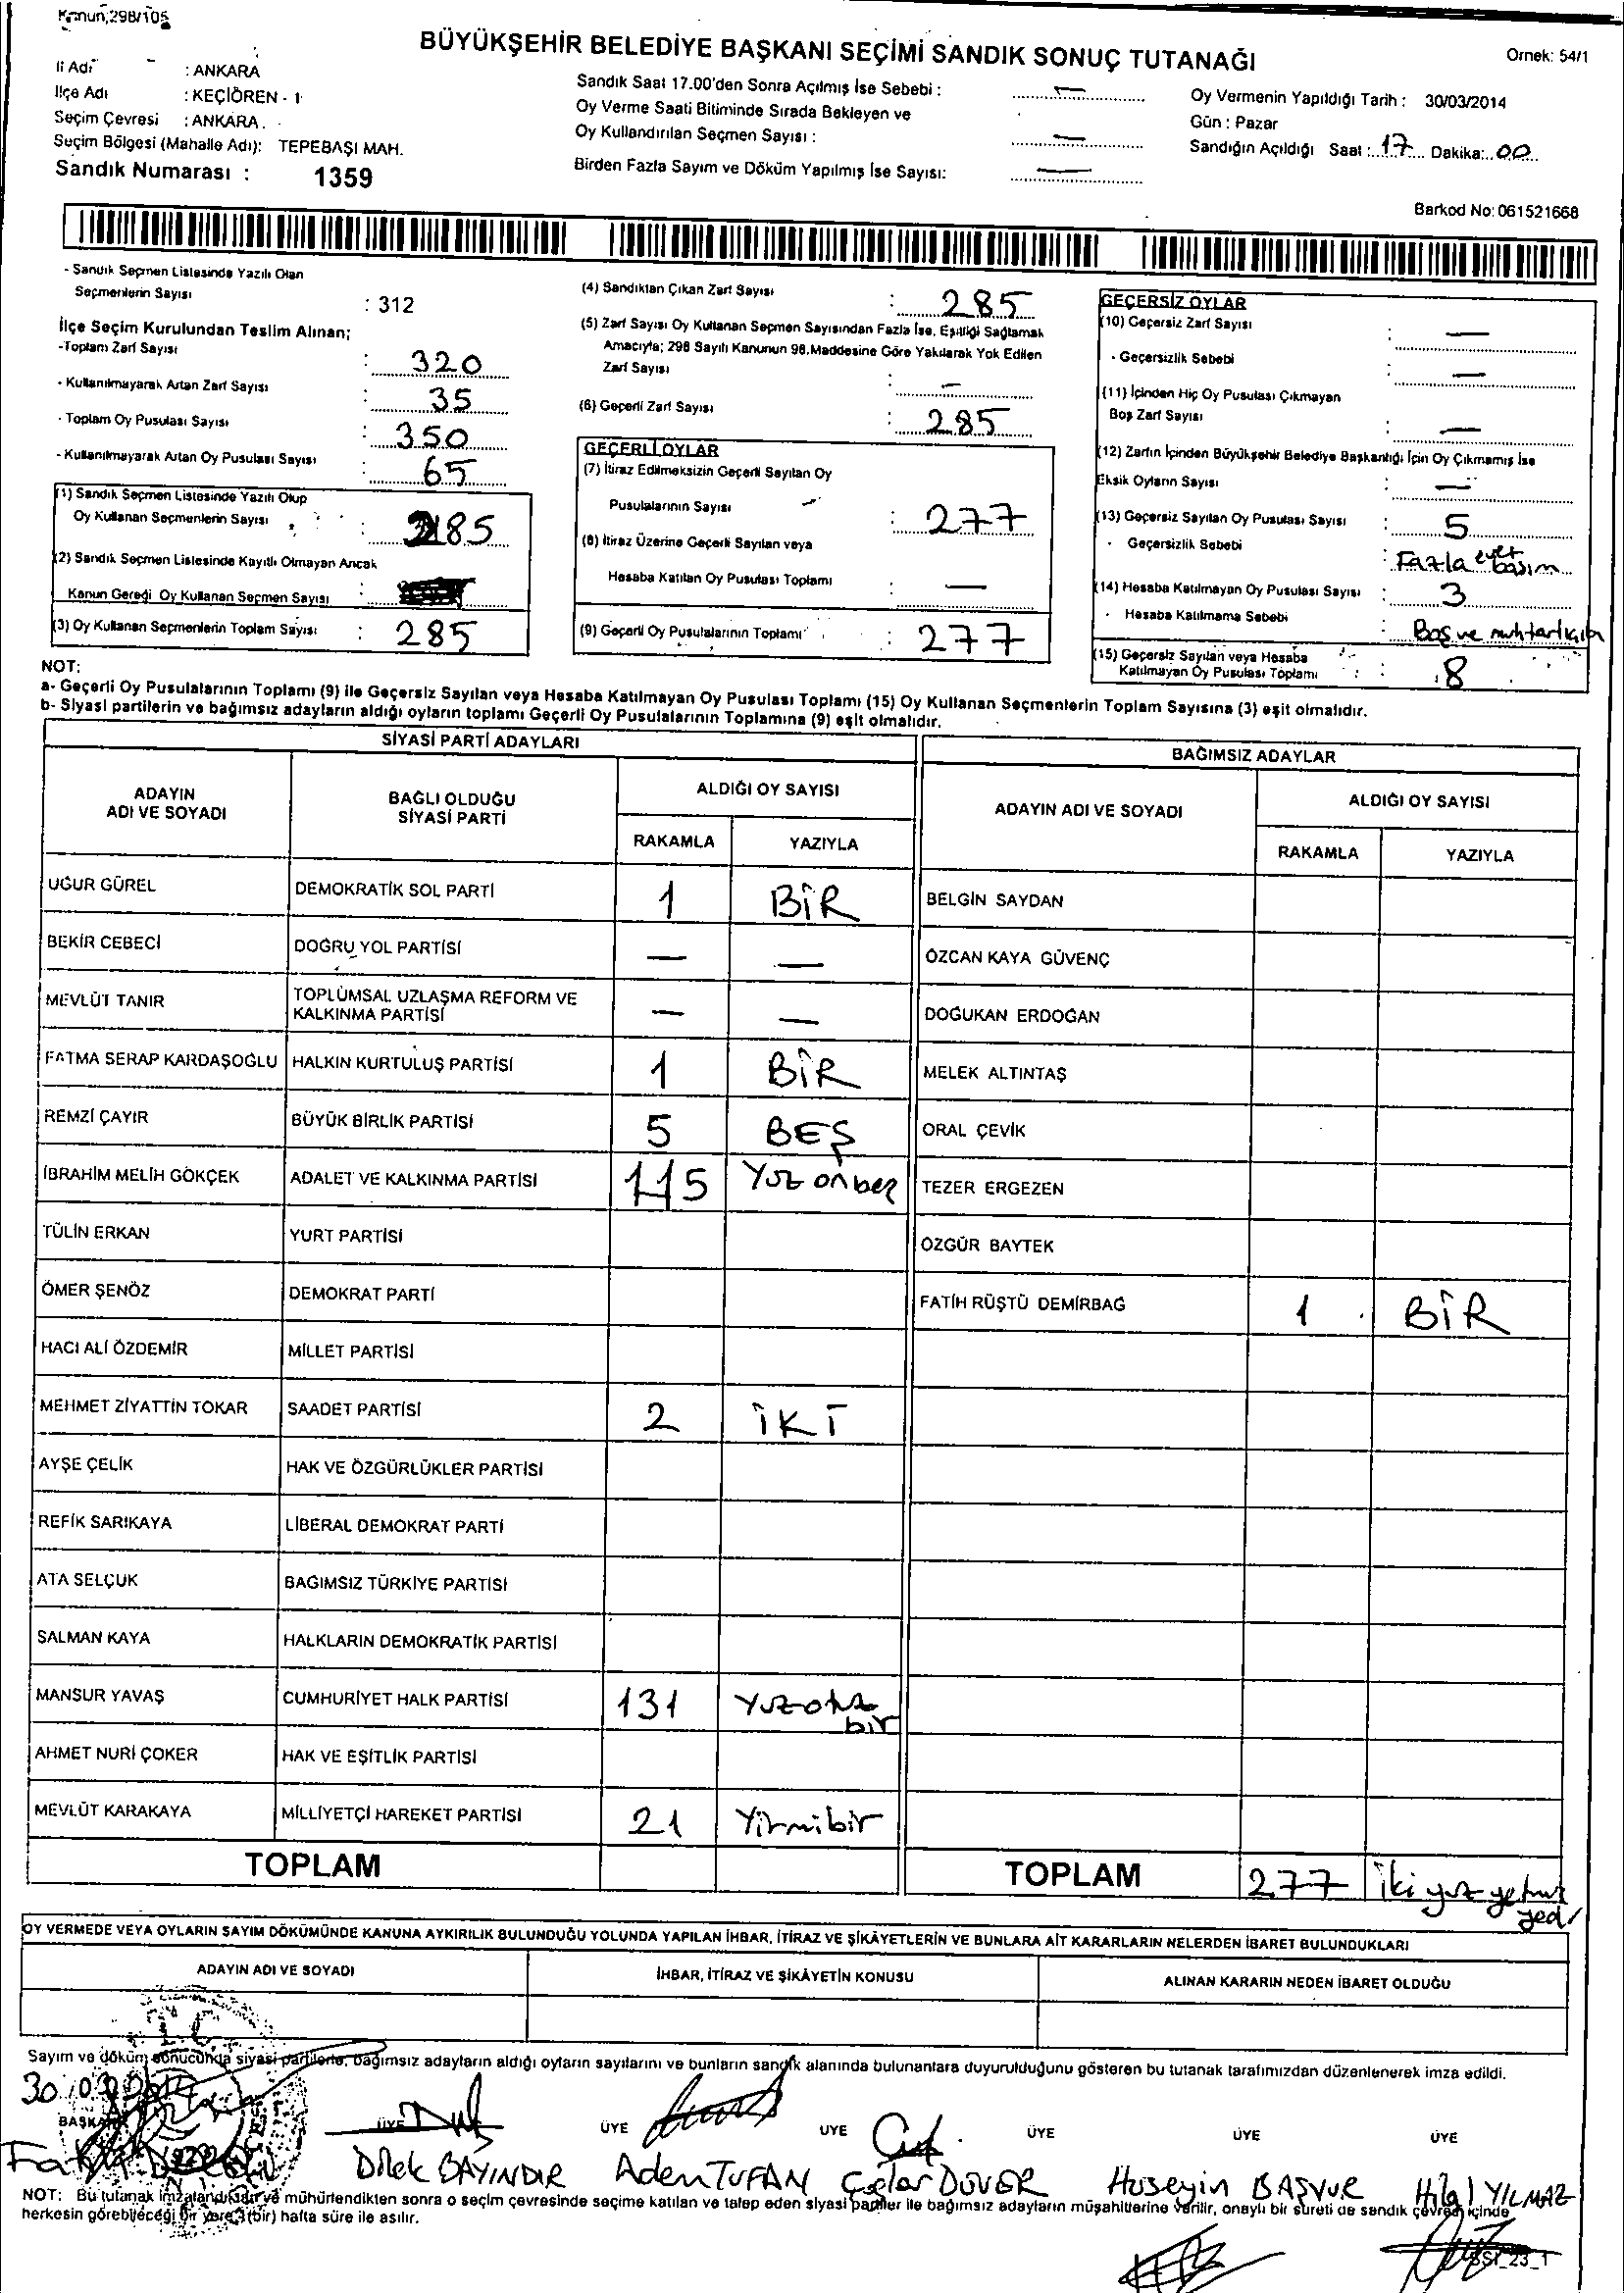 Kanun;298/105
BÜYÜKŞEHİR BELEDİYE BAŞKANI SEÇİMİ SANDIK SONUÇ TUTANAĞI
Örnek: 54/1
İl Adı : ANKARA
İlçe Adı : KEÇİÖREN - 1
Seçim Çevresi : ANKARA
Seçim Bölgesi (Mahalle Adı): TEPEBAŞI MAH.
Sandık Numarası : 1359
Sandık Saat 17.00'den Sonra Açılmış İse Sebebi : —
Oy Verme Saati Bitiminde Sırada Bekleyen ve
Oy Kullandırılan Seçmen Sayısı : —
Birden Fazla Sayım ve Döküm Yapılmış İse Sayısı: —
Oy Vermenin Yapıldığı Tarih : 30/03/2014
Gün : Pazar
Sandığın Açıldığı Saat : 17 Dakika: 00
Barkod No: 061521668
- Sandık Seçmen Listesinde Yazılı Olan
Seçmenlerin Sayısı : 312
İlçe Seçim Kurulundan Teslim Alınan;
-Toplam Zarf Sayısı : 320
- Kullanılmayarak Artan Zarf Sayısı : 35
- Toplam Oy Pusulası Sayısı : 350
- Kullanılmayarak Artan Oy Pusulası Sayısı : 65
(1) Sandık Seçmen Listesinde Yazılı Olup
Oy Kullanan Seçmenlerin Sayısı : 285
(2) Sandık Seçmen Listesinde Kayıtlı Olmayan Ancak
Kanun Gereği Oy Kullanan Seçmen Sayısı :
(3) Oy Kullanan Seçmenlerin Toplam Sayısı : 285
(4) Sandıktan Çıkan Zarf Sayısı : 285
(5) Zarf Sayısı Oy Kullanan Seçmen Sayısından Fazla İse, Eşitliği Sağlamak
Amacıyla; 298 Sayılı Kanunun 98.Maddesine Göre Yakılarak Yok Edilen
Zarf Sayısı : —
(6) Geçerli Zarf Sayısı : 285
GEÇERLİ OYLAR
(7) İtiraz Edilmeksizin Geçerli Sayılan Oy
Pusulalarının Sayısı : 277
(8) İtiraz Üzerine Geçerli Sayılan veya
Hesaba Katılan Oy Pusulası Toplamı : —
(9) Geçerli Oy Pusulalarının Toplamı : 277
GEÇERSİZ OYLAR
(10) Geçersiz Zarf Sayısı : —
- Geçersizlik Sebebi : —
(11) İçinden Hiç Oy Pusulası Çıkmayan
Boş Zarf Sayısı : —
(12) Zarfın İçinden Büyükşehir Belediye Başkanlığı İçin Oy Çıkmamış İse
Eksik Oyların Sayısı : —
(13) Geçersiz Sayılan Oy Pusulası Sayısı : 5
- Geçersizlik Sebebi : Fazla evet basım
(14) Hesaba Katılmayan Oy Pusulası Sayısı : 3
- Hesaba Katılmama Sebebi : Boş ve muhtarlık
(15) Geçersiz Sayılan veya Hesaba
Katılmayan Oy Pusulası Toplamı : 8
NOT:
a- Geçerli Oy Pusulalarının Toplamı (9) ile Geçersiz Sayılan veya Hesaba Katılmayan Oy Pusulası Toplamı (15) Oy Kullanan Seçmenlerin Toplam Sayısına (3) eşit olmalıdır.
b- Siyasi partilerin ve bağımsız adayların aldığı oyların toplamı Geçerli Oy Pusulalarının Toplamına (9) eşit olmalıdır.
SİYASİ PARTİ ADAYLARI
ADAYIN ADI VE SOYADI
BAĞLI OLDUĞU SİYASİ PARTİ
ALDIĞI OY SAYISI
RAKAMLA YAZIYLA
UĞUR GÜREL DEMOKRATİK SOL PARTİ 1 BİR
BEKİR CEBECİ DOĞRU YOL PARTİSİ — —
MEVLÜT TANIR TOPLUMSAL UZLAŞMA REFORM VE KALKINMA PARTİSİ — —
FATMA SERAP KARDAŞOĞLU HALKIN KURTULUŞ PARTİSİ 1 BİR
REMZİ ÇAYIR BÜYÜK BİRLİK PARTİSİ 5 BEŞ
İBRAHİM MELİH GÖKÇEK ADALET VE KALKINMA PARTİSİ 115 Yüz onbeş
TÜLİN ERKAN YURT PARTİSİ
ÖMER ŞENÖZ DEMOKRAT PARTİ
HACI ALİ ÖZDEMİR MİLLET PARTİSİ
MEHMET ZİYATTİN TOKAR SAADET PARTİSİ 2 İKİ
AYŞE ÇELİK HAK VE ÖZGÜRLÜKLER PARTİSİ
REFİK SARIKAYA LİBERAL DEMOKRAT PARTİ
ATA SELÇUK BAĞIMSIZ TÜRKİYE PARTİSİ
SALMAN KAYA HALKLARIN DEMOKRATİK PARTİSİ
MANSUR YAVAŞ CUMHURİYET HALK PARTİSİ 131 Yüzotuz bir
AHMET NURİ ÇOKER HAK VE EŞİTLİK PARTİSİ
MEVLÜT KARAKAYA MİLLİYETÇİ HAREKET PARTİSİ 21 Yirmibir
TOPLAM
BAĞIMSIZ ADAYLAR
ADAYIN ADI VE SOYADI
ALDIĞI OY SAYISI
RAKAMLA YAZIYLA
BELGİN SAYDAN
ÖZCAN KAYA GÜVENÇ
DOĞUKAN ERDOĞAN
MELEK ALTINTAŞ
ORAL ÇEVİK
TEZER ERGEZEN
ÖZGÜR BAYTEK
FATİH RÜŞTÜ DEMİRBAĞ 1 BİR
TOPLAM 277 İki yüz yetmiş yedi
OY VERMEDE VEYA OYLARIN SAYIM DÖKÜMÜNDE KANUNA AYKIRILIK BULUNDUĞU YOLUNDA YAPILAN İHBAR, İTİRAZ VE ŞİKÂYETLERİN VE BUNLARA AİT KARARLARIN NELERDEN İBARET BULUNDUKLARI
ADAYIN ADI VE SOYADI
İHBAR, İTİRAZ VE ŞİKÂYETİN KONUSU
ALINAN KARARIN NEDEN İBARET OLDUĞU
Sayım ve döküm sonucunda siyasi partilerle, bağımsız adayların aldığı oyların sayılarını ve bunların sandık alanında bulunanlara duyurulduğunu gösteren bu tutanak tarafımızdan düzenlenerek imza edildi.
BAŞKAN ÜYE ÜYE ÜYE ÜYE ÜYE ÜYE
Dilek BAYINDIR Adem TUFAN Çağlar DÖVER Huseyin BAŞVUR Hilal YILMAZ
NOT: Bu tutanak imzalandıktan ve mühürlendikten sonra o seçim çevresinde seçime katılan ve talep eden siyasi partiler ile bağımsız adayların müşahitlerine verilir, onaylı bir sureti de sandık çevresi içinde
herkesin görebileceği bir yere (bir) hafta süre ile asılır.